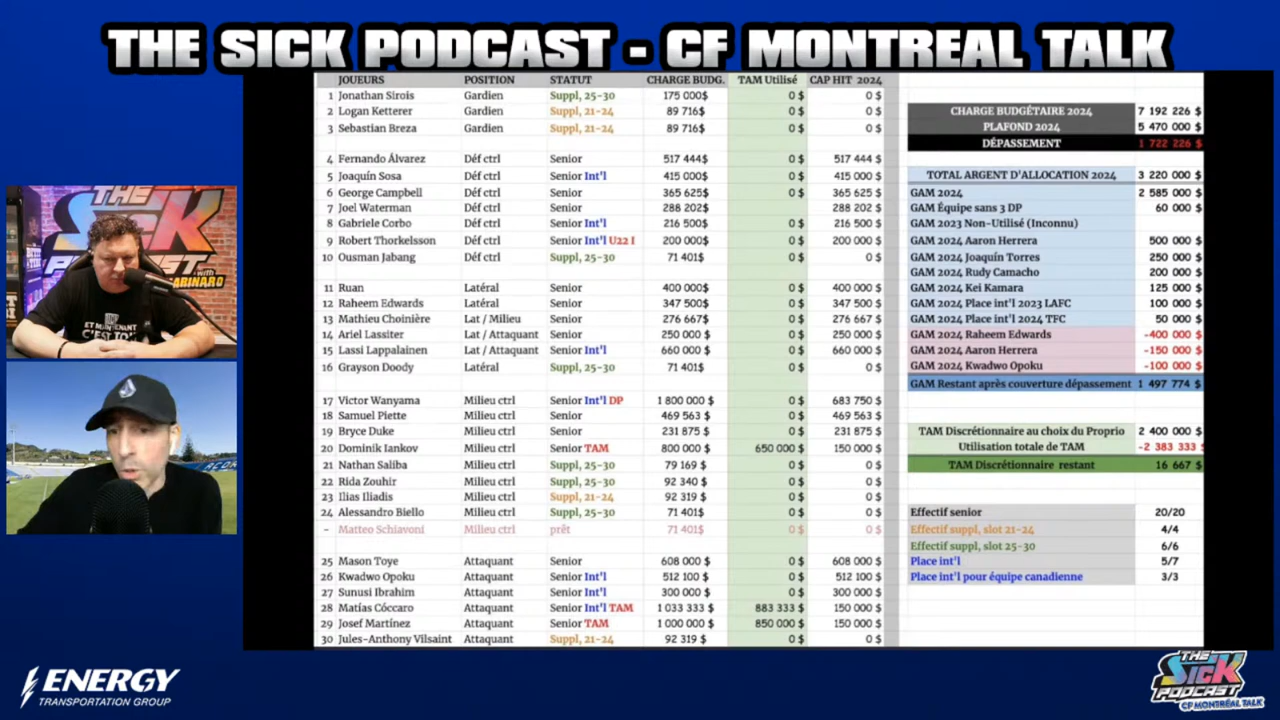 THE SICK PODCAST - CF MONTREAL TALK
JOUEURS POSITION STATUT CHARGE BUDG. TAM Utilisé CAP HIT 2024
1 Jonathan Sirois Gardien Suppl, 25-30 175 000$ 0 $ 0 $
2 Logan Ketterer Gardien Suppl, 21-24 89 716$ 0 $ 0 $
3 Sebastian Breza Gardien Suppl, 21-24 89 716$ 0 $ 0 $
4 Fernando Álvarez Déf ctrl Senior 517 444$ 0 $ 517 444 $
5 Joaquín Sosa Déf ctrl Senior Int'l 415 000$ 0 $ 415 000 $
6 George Campbell Déf ctrl Senior 365 625$ 0 $ 365 625 $
7 Joel Waterman Déf ctrl Senior 288 202$ 288 202 $
8 Gabriele Corbo Déf ctrl Senior Int'l 216 500$ 0 $ 216 500 $
9 Robert Thorkelsson Déf ctrl Senior Int'l U22 I 200 000$ 0 $ 200 000 $
10 Ousman Jabang Déf ctrl Suppl, 25-30 71 401$ 0 $ 0 $
11 Ruan Latéral Senior 400 000$ 0 $ 400 000 $
12 Raheem Edwards Latéral Senior 347 500$ 0 $ 347 500 $
13 Mathieu Choinière Lat / Milieu Senior 276 667$ 0 $ 276 667 $
14 Ariel Lassiter Lat / Attaquant Senior 250 000$ 0 $ 250 000 $
15 Lassi Lappalainen Lat / Attaquant Senior Int'l 660 000 $ 0 $ 660 000 $
16 Grayson Doody Latéral Suppl, 25-30 71 401$ 0 $ 0 $
17 Victor Wanyama Milieu ctrl Senior Int'l DP 1 800 000 $ 0 $ 683 750 $
18 Samuel Piette Milieu ctrl Senior 469 563 $ 0 $ 469 563 $
19 Bryce Duke Milieu ctrl Senior 231 875$ 0 $ 231 875 $
20 Dominik Iankov Milieu ctrl Senior TAM 800 000$ 650 000 $ 150 000 $
21 Nathan Saliba Milieu ctrl Suppl, 25-30 79 169$ 0 $ 0 $
22 Rida Zouhir Milieu ctrl Suppl, 25-30 92 340 $ 0 $ 0 $
23 Ilias Iliadis Milieu ctrl Suppl, 21-24 92 319 $ 0 $ 0 $
24 Alessandro Biello Milieu ctrl Suppl, 25-30 71 401$ 0 $ 0 $
- Matteo Schiavoni Milieu ctrl prêt 71 401$ 0 $ 0 $
25 Mason Toye Attaquant Senior 608 000 $ 0 $ 608 000 $
26 Kwadwo Opoku Attaquant Senior Int'l 512 100 $ 0 $ 512 100 $
27 Sunusi Ibrahim Attaquant Senior Int'l 300 000 $ 0 $ 300 000 $
28 Matías Cóccaro Attaquant Senior Int'l TAM 1 033 333 $ 883 333 $ 150 000 $
29 Josef Martínez Attaquant Senior TAM 1 000 000 $ 850 000 $ 150 000 $
30 Jules-Anthony Vilsaint Attaquant Suppl, 21-24 92 319 $ 0 $ 0 $
CHARGE BUDGÉTAIRE 2024 7 192 226 $
PLAFOND 2024 5 470 000 $
DÉPASSEMENT 1 722 226 $
TOTAL ARGENT D'ALLOCATION 2024 3 220 000 $
GAM 2024 2 585 000 $
GAM Équipe sans 3 DP 60 000 $
GAM 2023 Non-Utilisé (Inconnu)
GAM 2024 Aaron Herrera 500 000 $
GAM 2024 Joaquín Torres 250 000 $
GAM 2024 Rudy Camacho 200 000 $
GAM 2024 Kei Kamara 125 000 $
GAM 2024 Place int'l 2023 LAFC 100 000 $
GAM 2024 Place int'l 2024 TFC 50 000 $
GAM 2024 Raheem Edwards -400 000 $
GAM 2024 Aaron Herrera -150 000 $
GAM 2024 Kwadwo Opoku -100 000 $
GAM Restant après couverture dépassement 1 497 774 $
TAM Discrétionnaire au choix du Proprio 2 400 000 $
Utilisation totale de TAM -2 383 333 $
TAM Discrétionnaire restant 16 667 $
Effectif senior 20/20
Effectif suppl, slot 21-24 4/4
Effectif suppl, slot 25-30 6/6
Place int'l 5/7
Place int'l pour équipe canadienne 3/3
THE
SICK
PODCAST
with
ARINARO
ET MAINTENANT
C'EST TO
ENERGY
TRANSPORTATION GROUP
THE
SICK
PODCAST
CF MONTRÉAL TALK